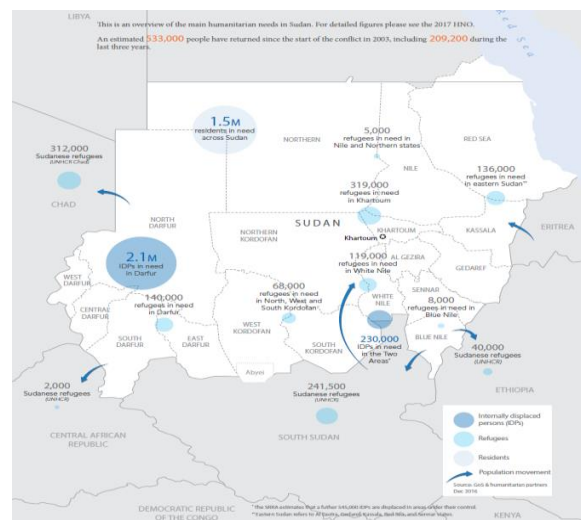 This is an overview of the main humanitarian needs in Sudan. For detailed figures please see the 2017 HNO.
An estimated 533,000 people have returned since the start of the conflict in 2003, including 209,200 during the
last three years.
LIBYA
Red Sea
1.5M
residents in need
across Sudan
NORTHERN
5,000
refugees in need in
Nile and Northern states
RED SEA
NILE
312,000
Sudanese refugees
(UNHCR Chad)
CHAD
136,000
refugees in need
in eastern Sudan**
319,000
refugees in need
in Khartoum
NORTH
DARFUR
NORTHERN
KORDOFAN
SUDAN
Khartoum
KHARTOUM
KASSALA
ERITREA
2.1M
IDPs in need
in Darfur
119,000
refugees in need
in White Nile
AL GEZIRA
GEDAREF
WEST
DARFUR
CENTRAL
DARFUR
140,000
refugees in need
in Darfur
68,000
refugees in need
in North, West and
South Kordofan
WHITE
NILE
SENNAR
8,000
refugees in need in
Blue Nile
SOUTH
DARFUR
EAST
DARFUR
WEST
KORDOFAN
SOUTH
KORDOFAN
230,000
IDPs in need
in the Two
Areas*
BLUE NILE
40,000
Sudanese refugees
(UNHCR)
Abyei
2,000
Sudanese refugees
(UNHCR)
241,500
Sudanese refugees
(UNHCR)
ETHIOPIA
CENTRAL AFRICAN
REPUBLIC
SOUTH SUDAN
Internally displaced
persons (IDPs)
Refugees
Residents
Population movement
Source: GoS & humanitarian partners
Dec 2016
DEMOCRATIC REPUBLIC
OF THE CONGO
KENYA